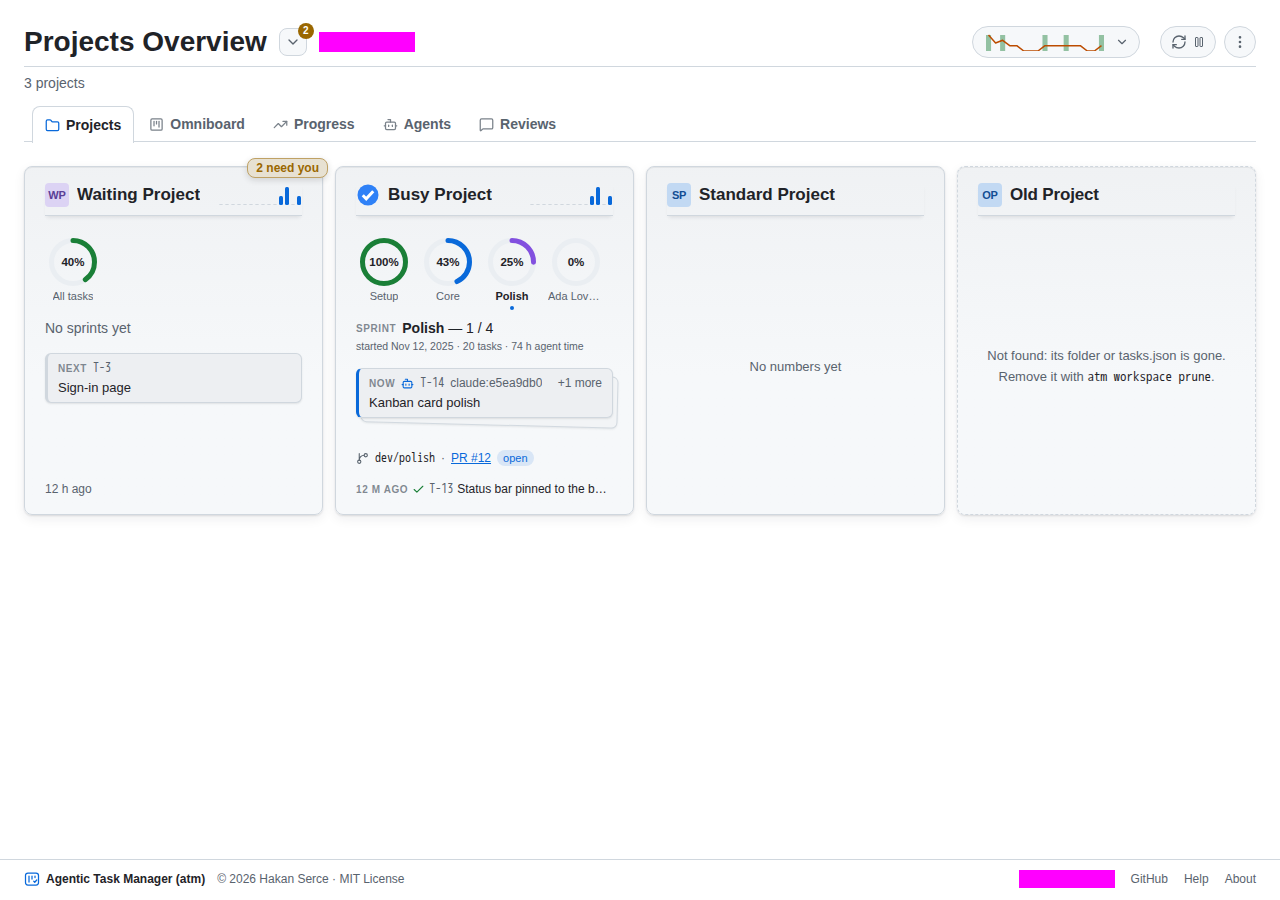 Projects Overview
2
3 projects
Projects
Omniboard
Progress
Agents
Reviews
2 need you
WP Waiting Project
40%
All tasks
No sprints yet
NEXT T-3
Sign-in page
12 h ago
Busy Project
100% 43% 25% 0%
Setup Core Polish Ada Lov…
SPRINT Polish — 1 / 4
started Nov 12, 2025 · 20 tasks · 74 h agent time
NOW T-14 claude:e5ea9db0 +1 more
Kanban card polish
dev/polish · PR #12 open
12 M AGO T-13 Status bar pinned to the b…
SP Standard Project
No numbers yet
OP Old Project
Not found: its folder or tasks.json is gone.
Remove it with atm workspace prune.
Agentic Task Manager (atm) © 2026 Hakan Serce · MIT License
GitHub Help About